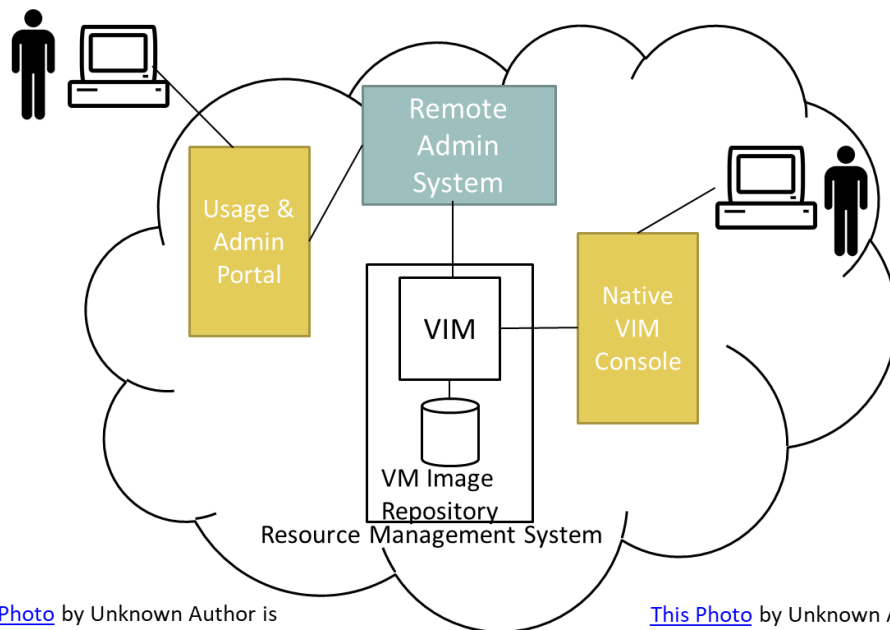 Remote
Admin
System
Usage &
Admin
Portal
VIM
Native
VIM
Console
VM Image
Repository
Resource Management System
Photo by Unknown Author is
This Photo by Unknown